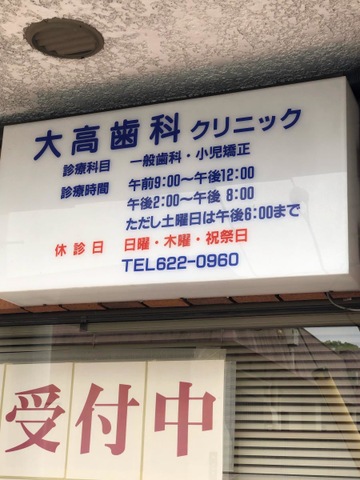 大高歯科クリニック
診療科目 一般歯科・小児矯正
診療時間 午前9:00～午後12:00
午後2:00～午後 8:00
ただし土曜日は午後6:00まで
休診日 日曜・木曜・祝祭日
TEL622-0960
受付中